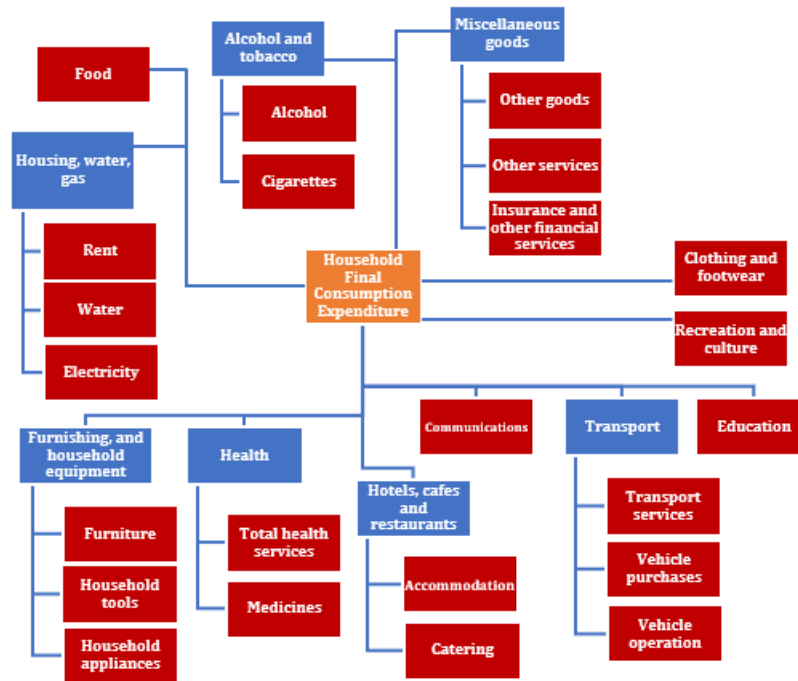 Food
Alcohol and
tobacco
Alcohol
Cigarettes
Miscellaneous
goods
Other goods
Other services
Insurance and
other financial
services
Housing, water,
gas
Rent
Water
Electricity
Household
Final
Consumption
Expenditure
Clothing and
footwear
Recreation and
culture
Furnishing, and
household
equipment
Furniture
Household
tools
Household
appliances
Health
Total health
services
Medicines
Hotels, cafes
and
restaurants
Accommodation
Catering
Communications
Transport
Transport
services
Vehicle
purchases
Vehicle
operation
Education